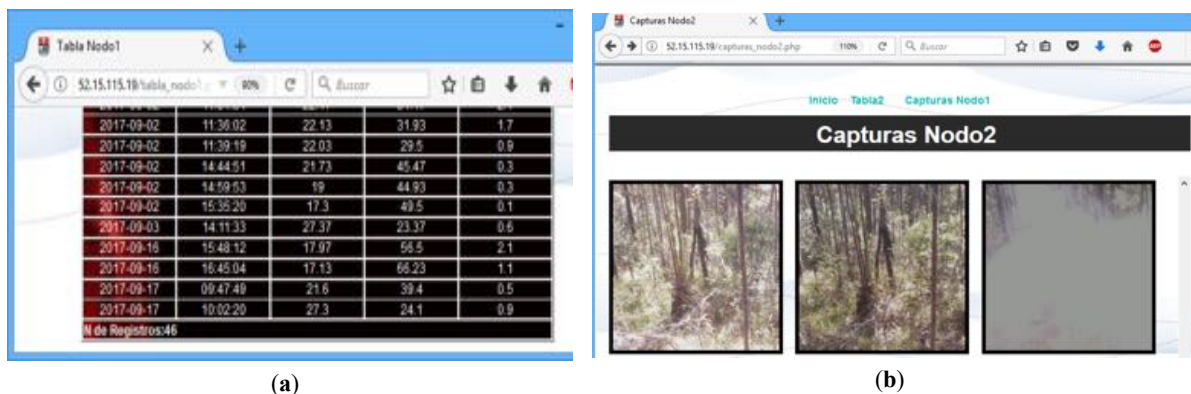 Tabla Nodo1
52.15.115.19/tabla_nodo1
90%
Buscar
2017-09-02 11:36:02 22.13 31.93 1.7
2017-09-02 11:39:19 22.03 29.5 0.9
2017-09-02 14:44:51 21.73 45.47 0.3
2017-09-02 14:59:53 19 44.93 0.3
2017-09-02 15:35:20 17.3 49.5 0.1
2017-09-03 14:11:33 27.37 23.37 0.6
2017-09-16 15:48:12 17.97 56.5 2.1
2017-09-16 16:45:04 17.13 66.23 1.1
2017-09-17 09:47:49 21.6 39.4 0.5
2017-09-17 10:02:20 27.3 24.1 0.9
N de Registros:46
(a)
Capturas Nodo2
52.15.115.19/capturas_nodo2.php
110%
Buscar
ABP
Inicio Tabla2 Capturas Nodo1
Capturas Nodo2
(b)